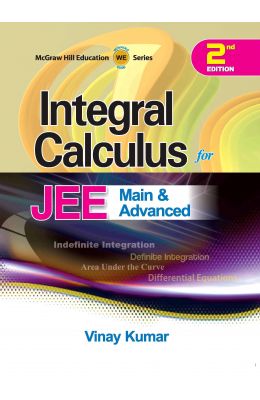 McGraw Hill Education WE Series
2nd
EDITION
Integral
Calculus for
JEE Main &
Advanced
Indefinite Integration
Definite Integration
Area Under the Curve
Differential Equations
Vinay Kumar